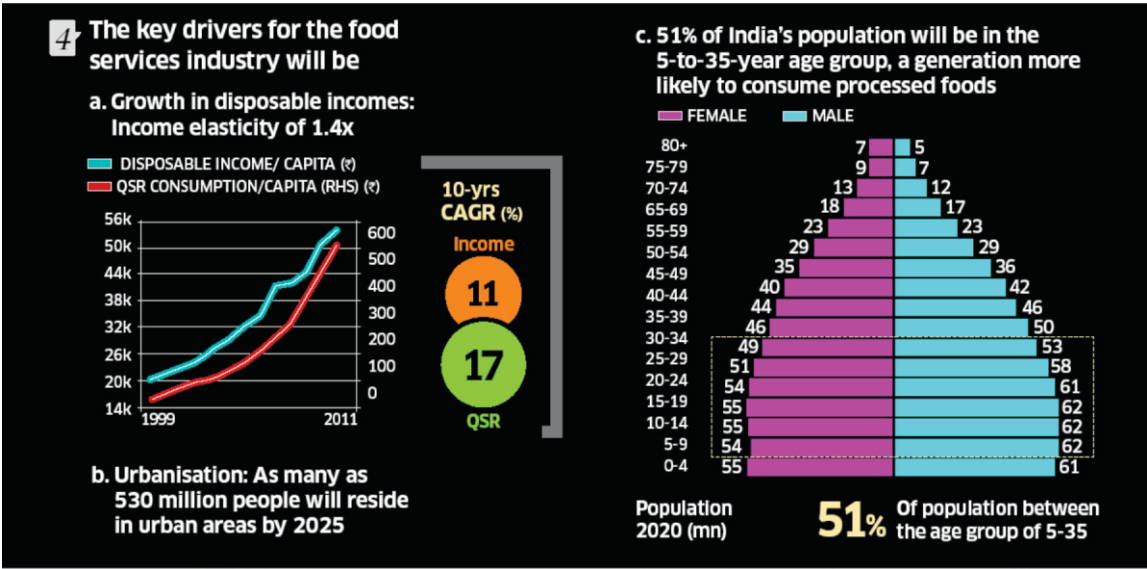 4
The key drivers for the food
services industry will be
a. Growth in disposable incomes:
Income elasticity of 1.4x
DISPOSABLE INCOME/ CAPITA (₹)
QSR CONSUMPTION/CAPITA (RHS) (₹)
56k
50k
44k
38k
32k
26k
20k
14k
600
500
400
300
200
100
0
1999 2011
10-yrs
CAGR (%)
Income
11
17
QSR
b. Urbanisation: As many as
530 million people will reside
in urban areas by 2025
c. 51% of India's population will be in the
5-to-35-year age group, a generation more
likely to consume processed foods
FEMALE MALE
80+ 7 5
75-79 9 7
70-74 13 12
65-69 18 17
55-59 23 23
50-54 29 29
45-49 35 36
40-44 40 42
35-39 44 46
30-34 46 50
25-29 49 53
20-24 51 58
15-19 54 61
10-14 55 62
5-9 55 62
0-4 54 62
55 61
Population
2020 (mn)
51% Of population between
the age group of 5-35